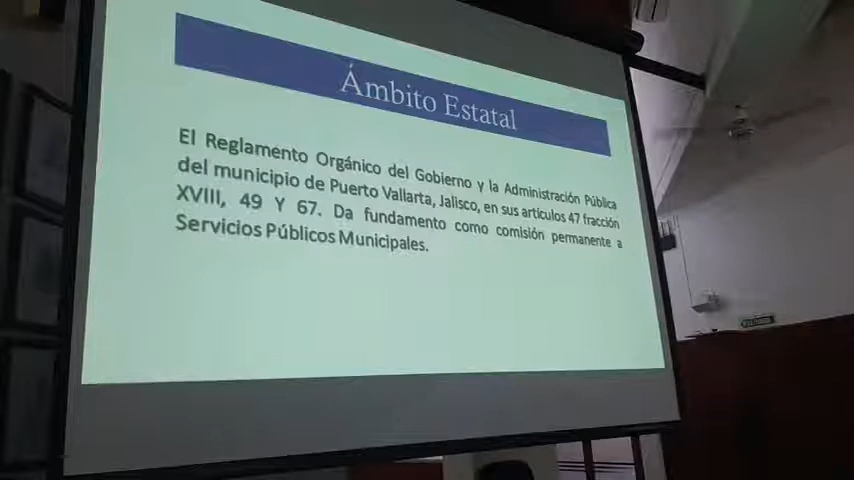 Ámbito Estatal
El Reglamento Orgánico del Gobierno y la Administración Pública
del municipio de Puerto Vallarta, Jalisco, en sus artículos 47 fracción
XVIII, 49 Y 67. Da fundamento como comisión permanente a
Servicios Públicos Municipales.